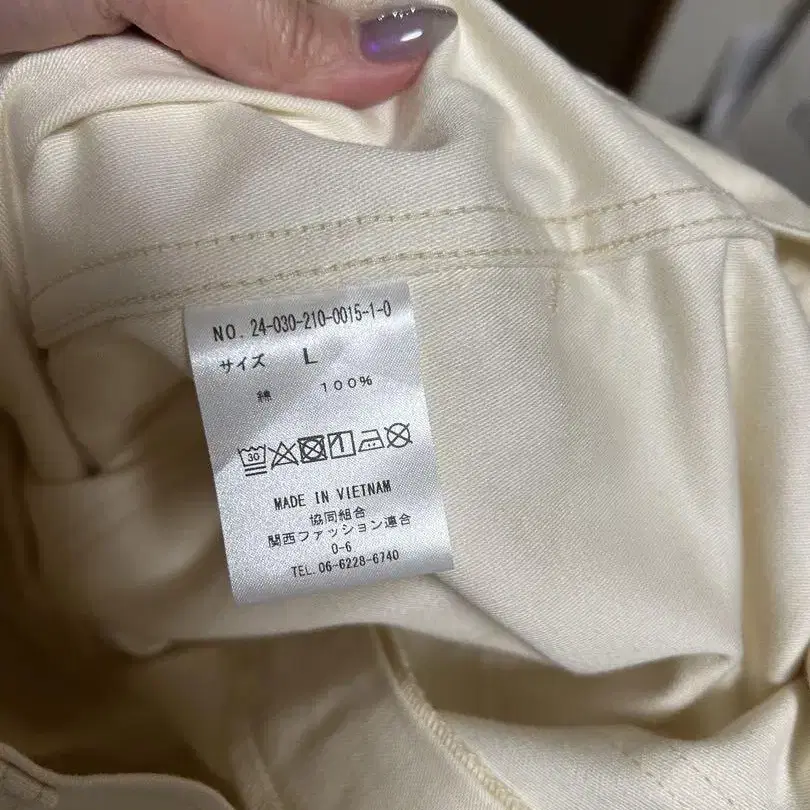 NO. 24-030-210-0015-1-0
サイズ L
綿 100%
30
MADE IN VIETNAM
協同組合
関西ファッション連合
0-6
TEL. 06-6228-6740